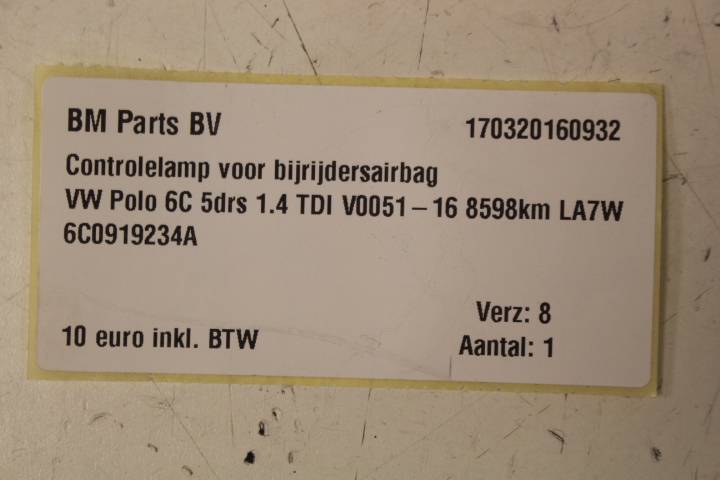 BM Parts BV 170320160932
Controlelamp voor bijrijdersairbag
VW Polo 6C 5drs 1.4 TDI V0051–16 8598km LA7W
6C0919234A
Verz: 8
10 euro inkl. BTW Aantal: 1